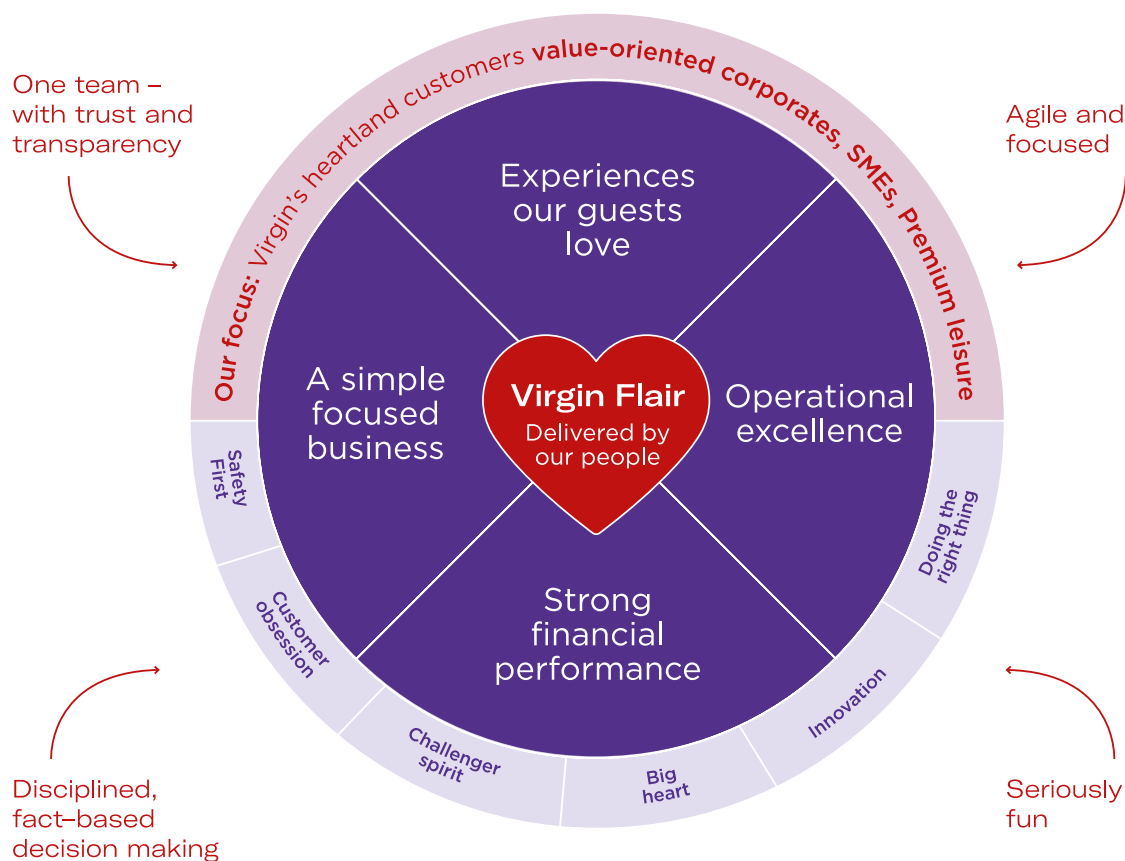 One team –
with trust and
transparency
Agile and
focused
Our focus: Virgin's heartland customers value-oriented corporates, SMEs, Premium leisure
Experiences
our guests
love
A simple
focused
business
Virgin Flair
Delivered by
our people
Operational
excellence
Strong
financial
performance
Safety
First
Customer
obsession
Challenger
spirit
Big
heart
Innovation
Doing the
right thing
Disciplined,
fact–based
decision making
Seriously
fun